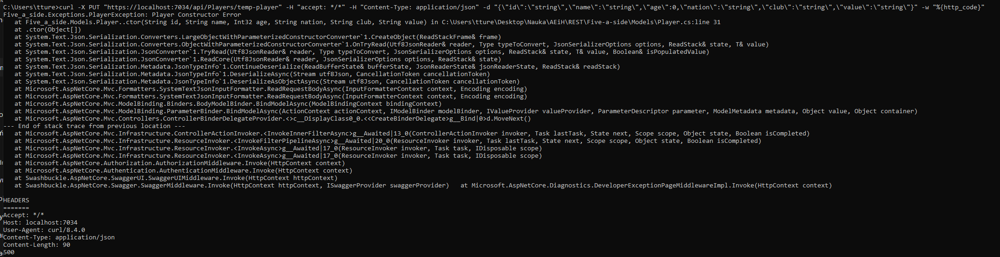 C:\Users\tture>curl -X PUT "https://localhost:7034/api/Players/temp-player" -H "accept: */*" -H "Content-Type: application/json" -d "{\"id\":\"string\",\"name\":\"string\",\"age\":0,\"nation\":\"string\",\"club\":\"string\",\"value\":\"string\"}" -w "%{http_code}"
Five_a_side.Exceptions.PlayerException: Player Constructor Error
   at Five_a_side.Models.Player..ctor(String id, String name, Int32 age, String nation, String club, String value) in C:\Users\tture\Desktop\Nauka\AEiH\REST\Five-a-side\Models\Player.cs:line 31
   at .ctor(Object[])
   at System.Text.Json.Serialization.Converters.LargeObjectWithParameterizedConstructorConverter`1.CreateObject(ReadStackFrame& frame)
   at System.Text.Json.Serialization.Converters.ObjectWithParameterizedConstructorConverter`1.OnTryRead(Utf8JsonReader& reader, Type typeToConvert, JsonSerializerOptions options, ReadStack& state, T& value)
   at System.Text.Json.Serialization.JsonConverter`1.TryRead(Utf8JsonReader& reader, Type typeToConvert, JsonSerializerOptions options, ReadStack& state, T& value, Boolean& isPopulatedValue)
   at System.Text.Json.Serialization.JsonConverter`1.ReadCore(Utf8JsonReader& reader, JsonSerializerOptions options, ReadStack& state)
   at System.Text.Json.Serialization.Metadata.JsonTypeInfo`1.ContinueDeserialize(ReadBufferState& bufferState, JsonReaderState& jsonReaderState, ReadStack& readStack)
   at System.Text.Json.Serialization.Metadata.JsonTypeInfo`1.DeserializeAsync(Stream utf8Json, CancellationToken cancellationToken)
   at System.Text.Json.Serialization.Metadata.JsonTypeInfo`1.DeserializeAsObjectAsync(Stream utf8Json, CancellationToken cancellationToken)
   at Microsoft.AspNetCore.Mvc.Formatters.SystemTextJsonInputFormatter.ReadRequestBodyAsync(InputFormatterContext context, Encoding encoding)
   at Microsoft.AspNetCore.Mvc.Formatters.SystemTextJsonInputFormatter.ReadRequestBodyAsync(InputFormatterContext context, Encoding encoding)
   at Microsoft.AspNetCore.Mvc.ModelBinding.Binders.BodyModelBinder.BindModelAsync(ModelBindingContext bindingContext)
   at Microsoft.AspNetCore.Mvc.ModelBinding.ParameterBinder.BindModelAsync(ActionContext actionContext, IModelBinder modelBinder, IValueProvider valueProvider, ParameterDescriptor parameter, ModelMetadata metadata, Object value, Object container)
   at Microsoft.AspNetCore.Mvc.Controllers.ControllerBinderDelegateProvider.<>c__DisplayClass0_0.<<CreateBinderDelegate>g__Bind|0>d.MoveNext()
--- End of stack trace from previous location ---
   at Microsoft.AspNetCore.Mvc.Infrastructure.ControllerActionInvoker.<InvokeInnerFilterAsync>g__Awaited|13_0(ControllerActionInvoker invoker, Task lastTask, State next, Scope scope, Object state, Boolean isCompleted)
   at Microsoft.AspNetCore.Mvc.Infrastructure.ResourceInvoker.<InvokeFilterPipelineAsync>g__Awaited|20_0(ResourceInvoker invoker, Task lastTask, State next, Scope scope, Object state, Boolean isCompleted)
   at Microsoft.AspNetCore.Mvc.Infrastructure.ResourceInvoker.<InvokeAsync>g__Awaited|17_0(ResourceInvoker invoker, Task task, IDisposable scope)
   at Microsoft.AspNetCore.Mvc.Infrastructure.ResourceInvoker.<InvokeAsync>g__Awaited|17_0(ResourceInvoker invoker, Task task, IDisposable scope)
   at Microsoft.AspNetCore.Authorization.AuthorizationMiddleware.Invoke(HttpContext context)
   at Microsoft.AspNetCore.Authentication.AuthenticationMiddleware.Invoke(HttpContext context)
   at Swashbuckle.AspNetCore.SwaggerUI.SwaggerUIMiddleware.Invoke(HttpContext httpContext)
   at Swashbuckle.AspNetCore.Swagger.SwaggerMiddleware.Invoke(HttpContext httpContext, ISwaggerProvider swaggerProvider)   at Microsoft.AspNetCore.Diagnostics.DeveloperExceptionPageMiddlewareImpl.Invoke(HttpContext context)
HEADERS
=======
Accept: */*
Host: localhost:7034
User-Agent: curl/8.4.0
Content-Type: application/json
Content-Length: 90
500